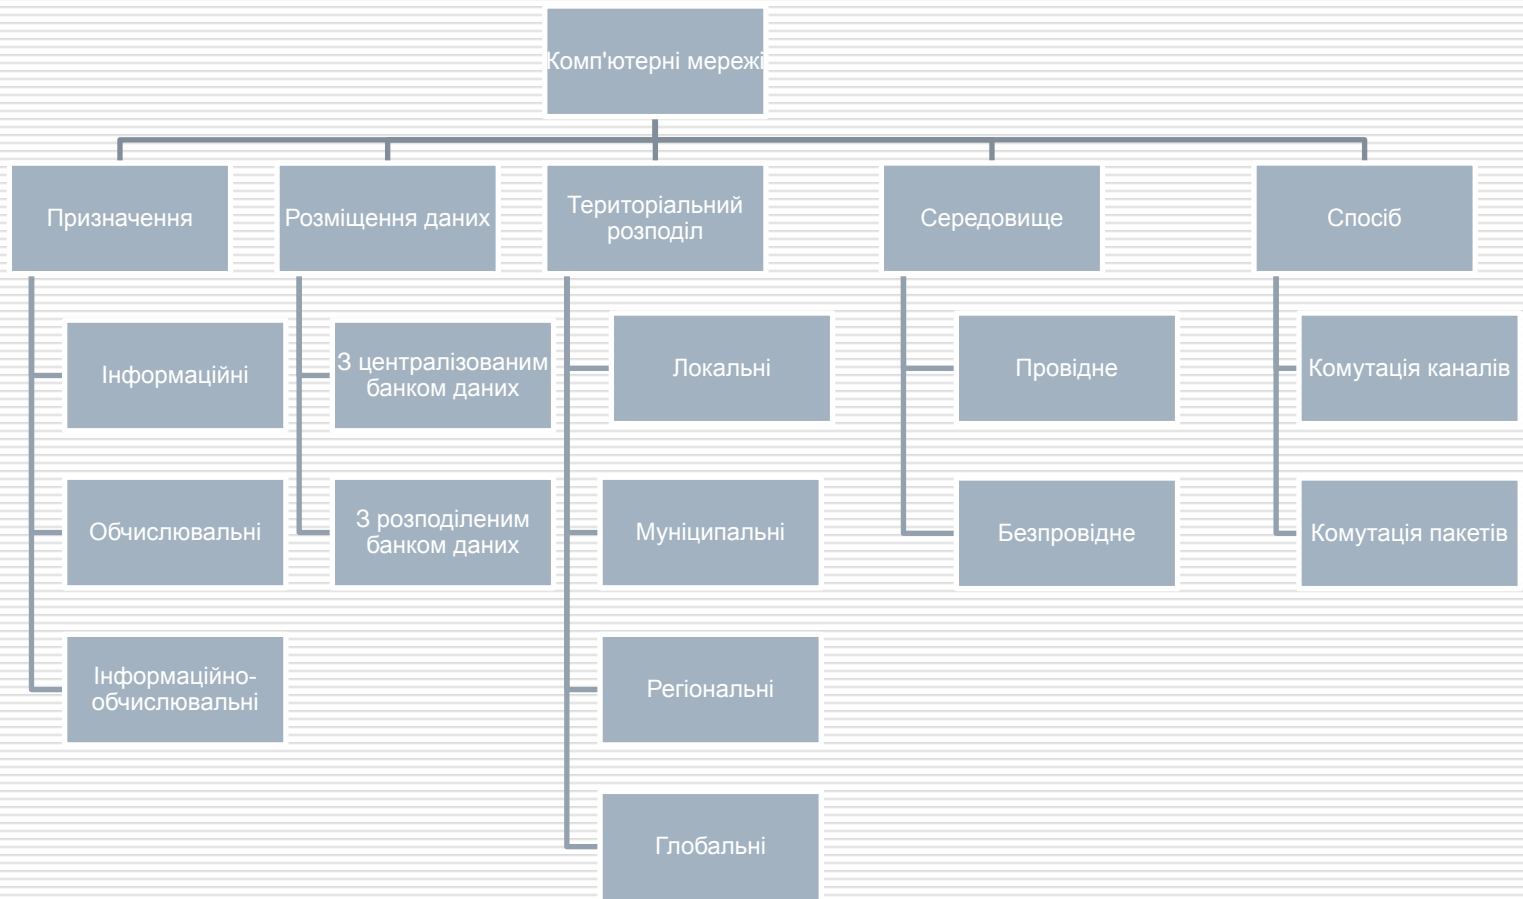 Комп'ютерні мережі
Призначення
Розміщення даних
Територіальний
розподіл
Середовище
Спосіб
Інформаційні
З централізованим
банком даних
Локальні
Провідне
Комутація каналів
Обчислювальні
З розподіленим
банком даних
Муніципальні
Безпровідне
Комутація пакетів
Інформаційно-
обчислювальні
Регіональні
Глобальні